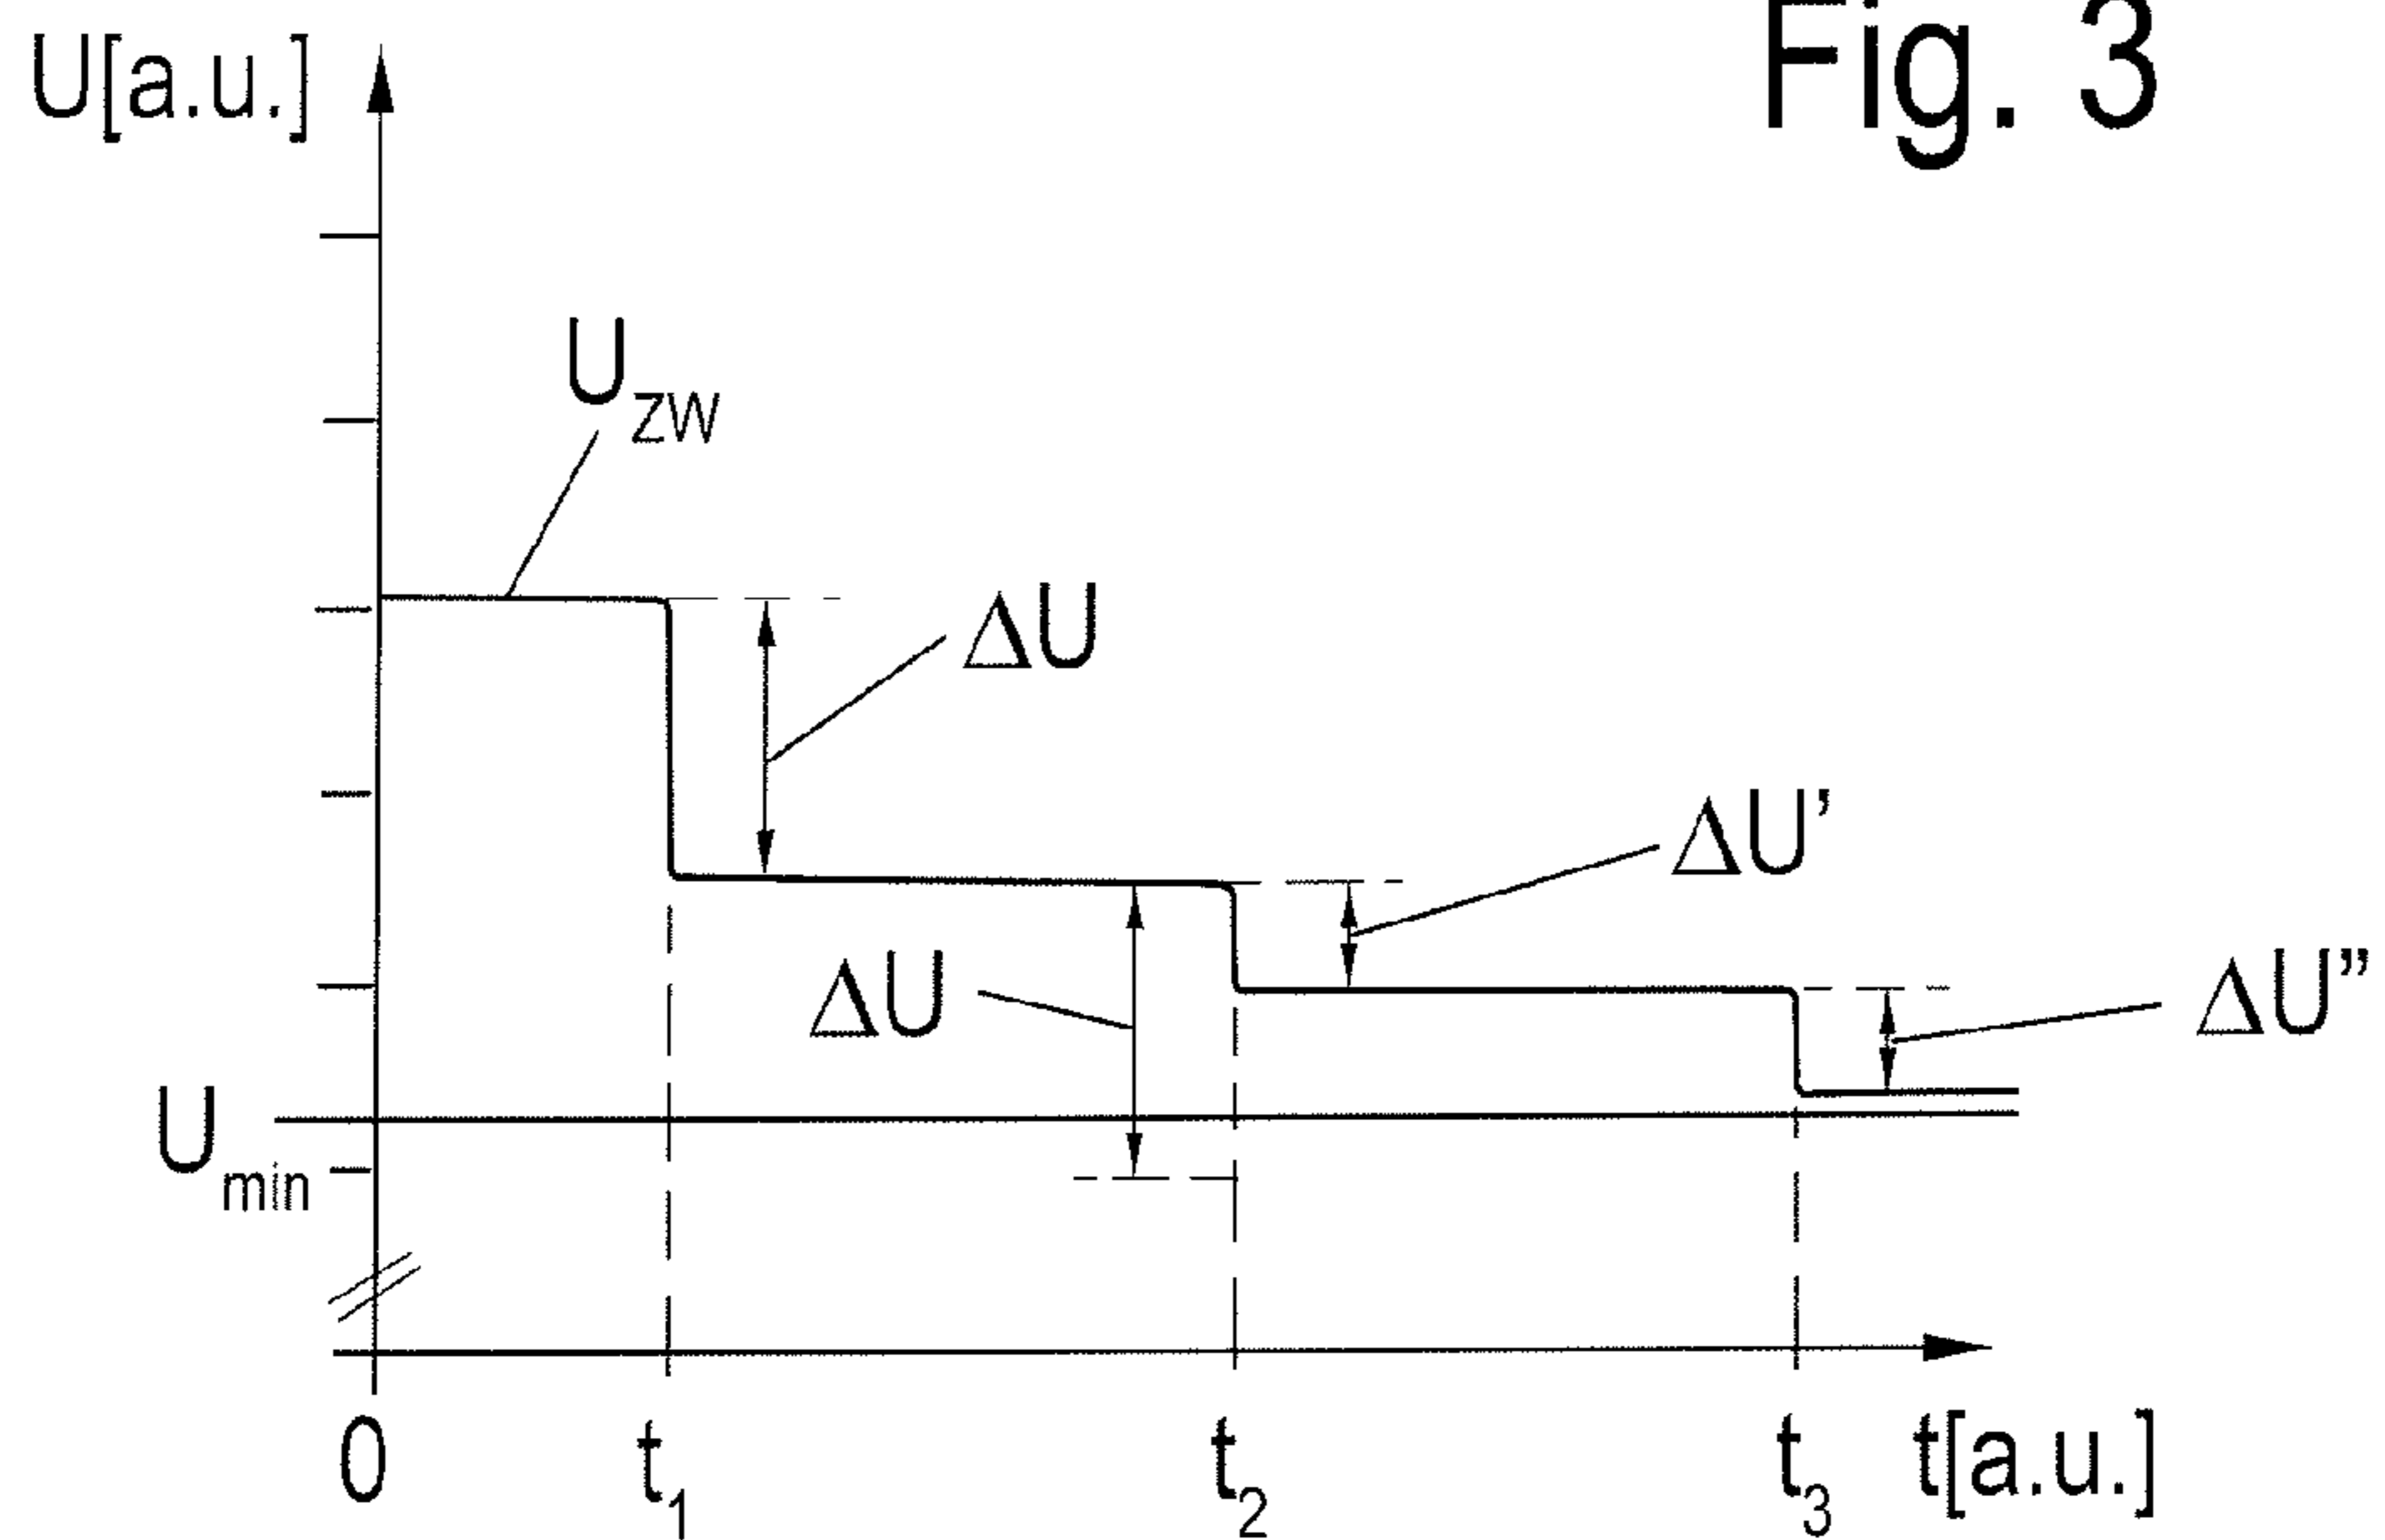 Fig. 3
U[a.u.]
U_ZW
ΔU
ΔU'
ΔU
ΔU”
U_min
0
t_1
t_2
t_3
t[a.u.]